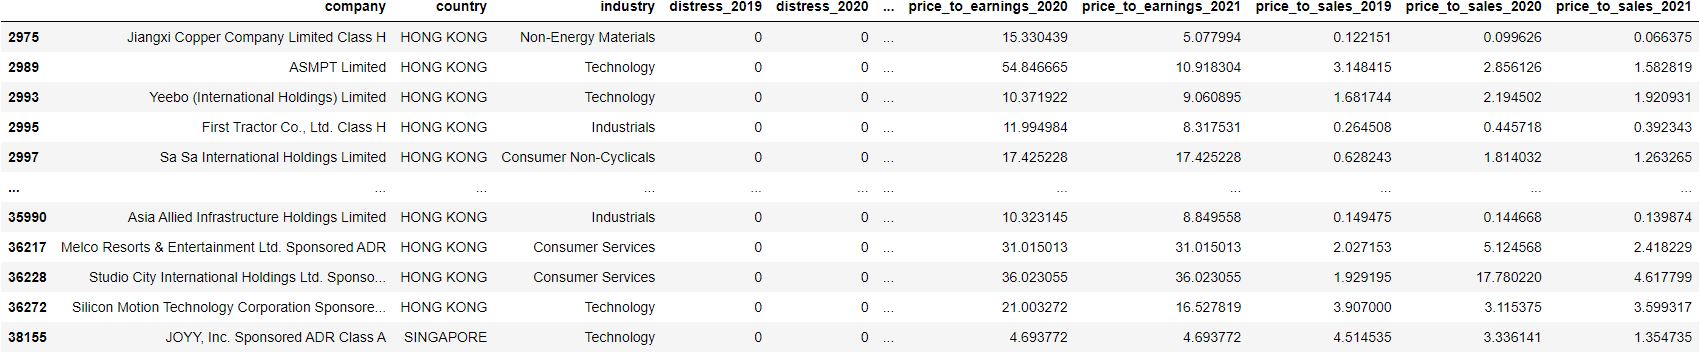 company country industry distress_2019 distress_2020 ... price_to_earnings_2020 price_to_earnings_2021 price_to_sales_2019 price_to_sales_2020 price_to_sales_2021
2975 Jiangxi Copper Company Limited Class H HONG KONG Non-Energy Materials 0 0 ... 15.330439 5.077994 0.122151 0.099626 0.066375
2989 ASMPT Limited HONG KONG Technology 0 0 ... 54.846665 10.918304 3.148415 2.856126 1.582819
2993 Yeebo (International Holdings) Limited HONG KONG Technology 0 0 ... 10.371922 9.060895 1.681744 2.194502 1.920931
2995 First Tractor Co., Ltd. Class H HONG KONG Industrials 0 0 ... 11.994984 8.317531 0.264508 0.445718 0.392343
2997 Sa Sa International Holdings Limited HONG KONG Consumer Non-Cyclicals 0 0 ... 17.425228 17.425228 0.628243 1.814032 1.263265
... ... ... ... ... ... ... ... ... ... ... ...
35990 Asia Allied Infrastructure Holdings Limited HONG KONG Industrials 0 0 ... 10.323145 8.849558 0.149475 0.144668 0.139874
36217 Melco Resorts & Entertainment Ltd. Sponsored ADR HONG KONG Consumer Services 0 0 ... 31.015013 31.015013 2.027153 5.124568 2.418229
36228 Studio City International Holdings Ltd. Sponso... HONG KONG Consumer Services 0 0 ... 36.023055 36.023055 1.929195 17.780220 4.617799
36272 Silicon Motion Technology Corporation Sponsore... HONG KONG Technology 0 0 ... 21.003272 16.527819 3.907000 3.115375 3.599317
38155 JOYY, Inc. Sponsored ADR Class A SINGAPORE Technology 0 0 ... 4.693772 4.693772 4.514535 3.336141 1.354735